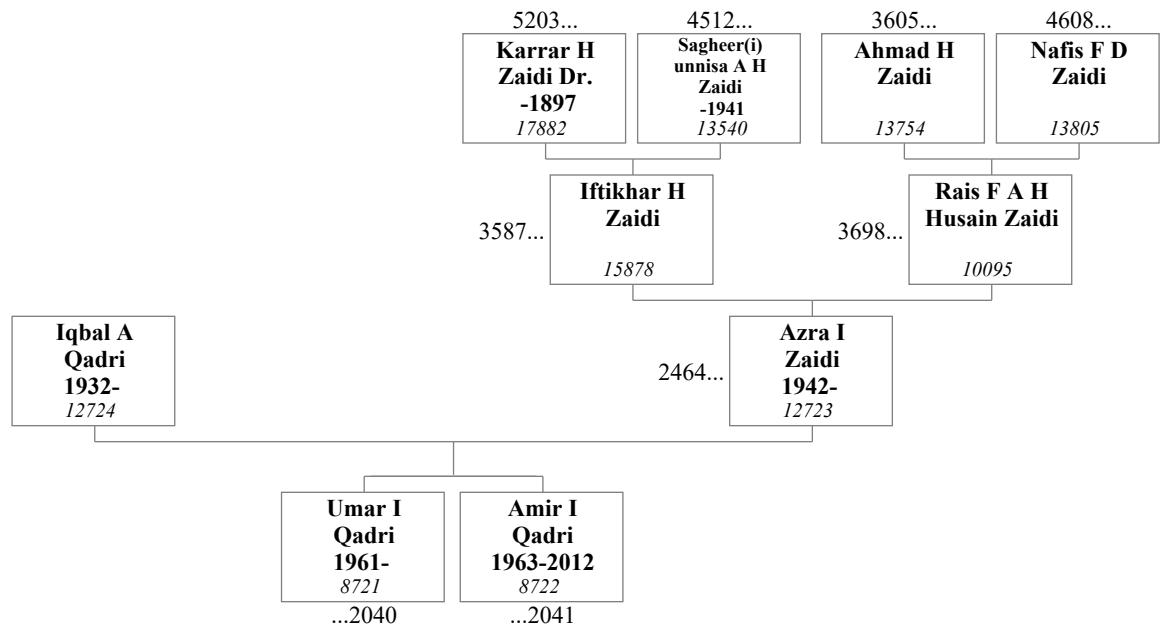 5203...
Karrar H
Zaidi Dr.
-1897
17882
4512...
Sagheer(i)
unnisa A H
Zaidi
-1941
13540
3605...
Ahmad H
Zaidi
13754
4608...
Nafis F D
Zaidi
13805
3587...
Iftikhar H
Zaidi
15878
3698...
Rais F A H
Husain Zaidi
10095
Iqbal A
Qadri
1932-
12724
2464...
Azra I
Zaidi
1942-
12723
Umar I
Qadri
1961-
8721
...2040
Amir I
Qadri
1963-2012
8722
...2041